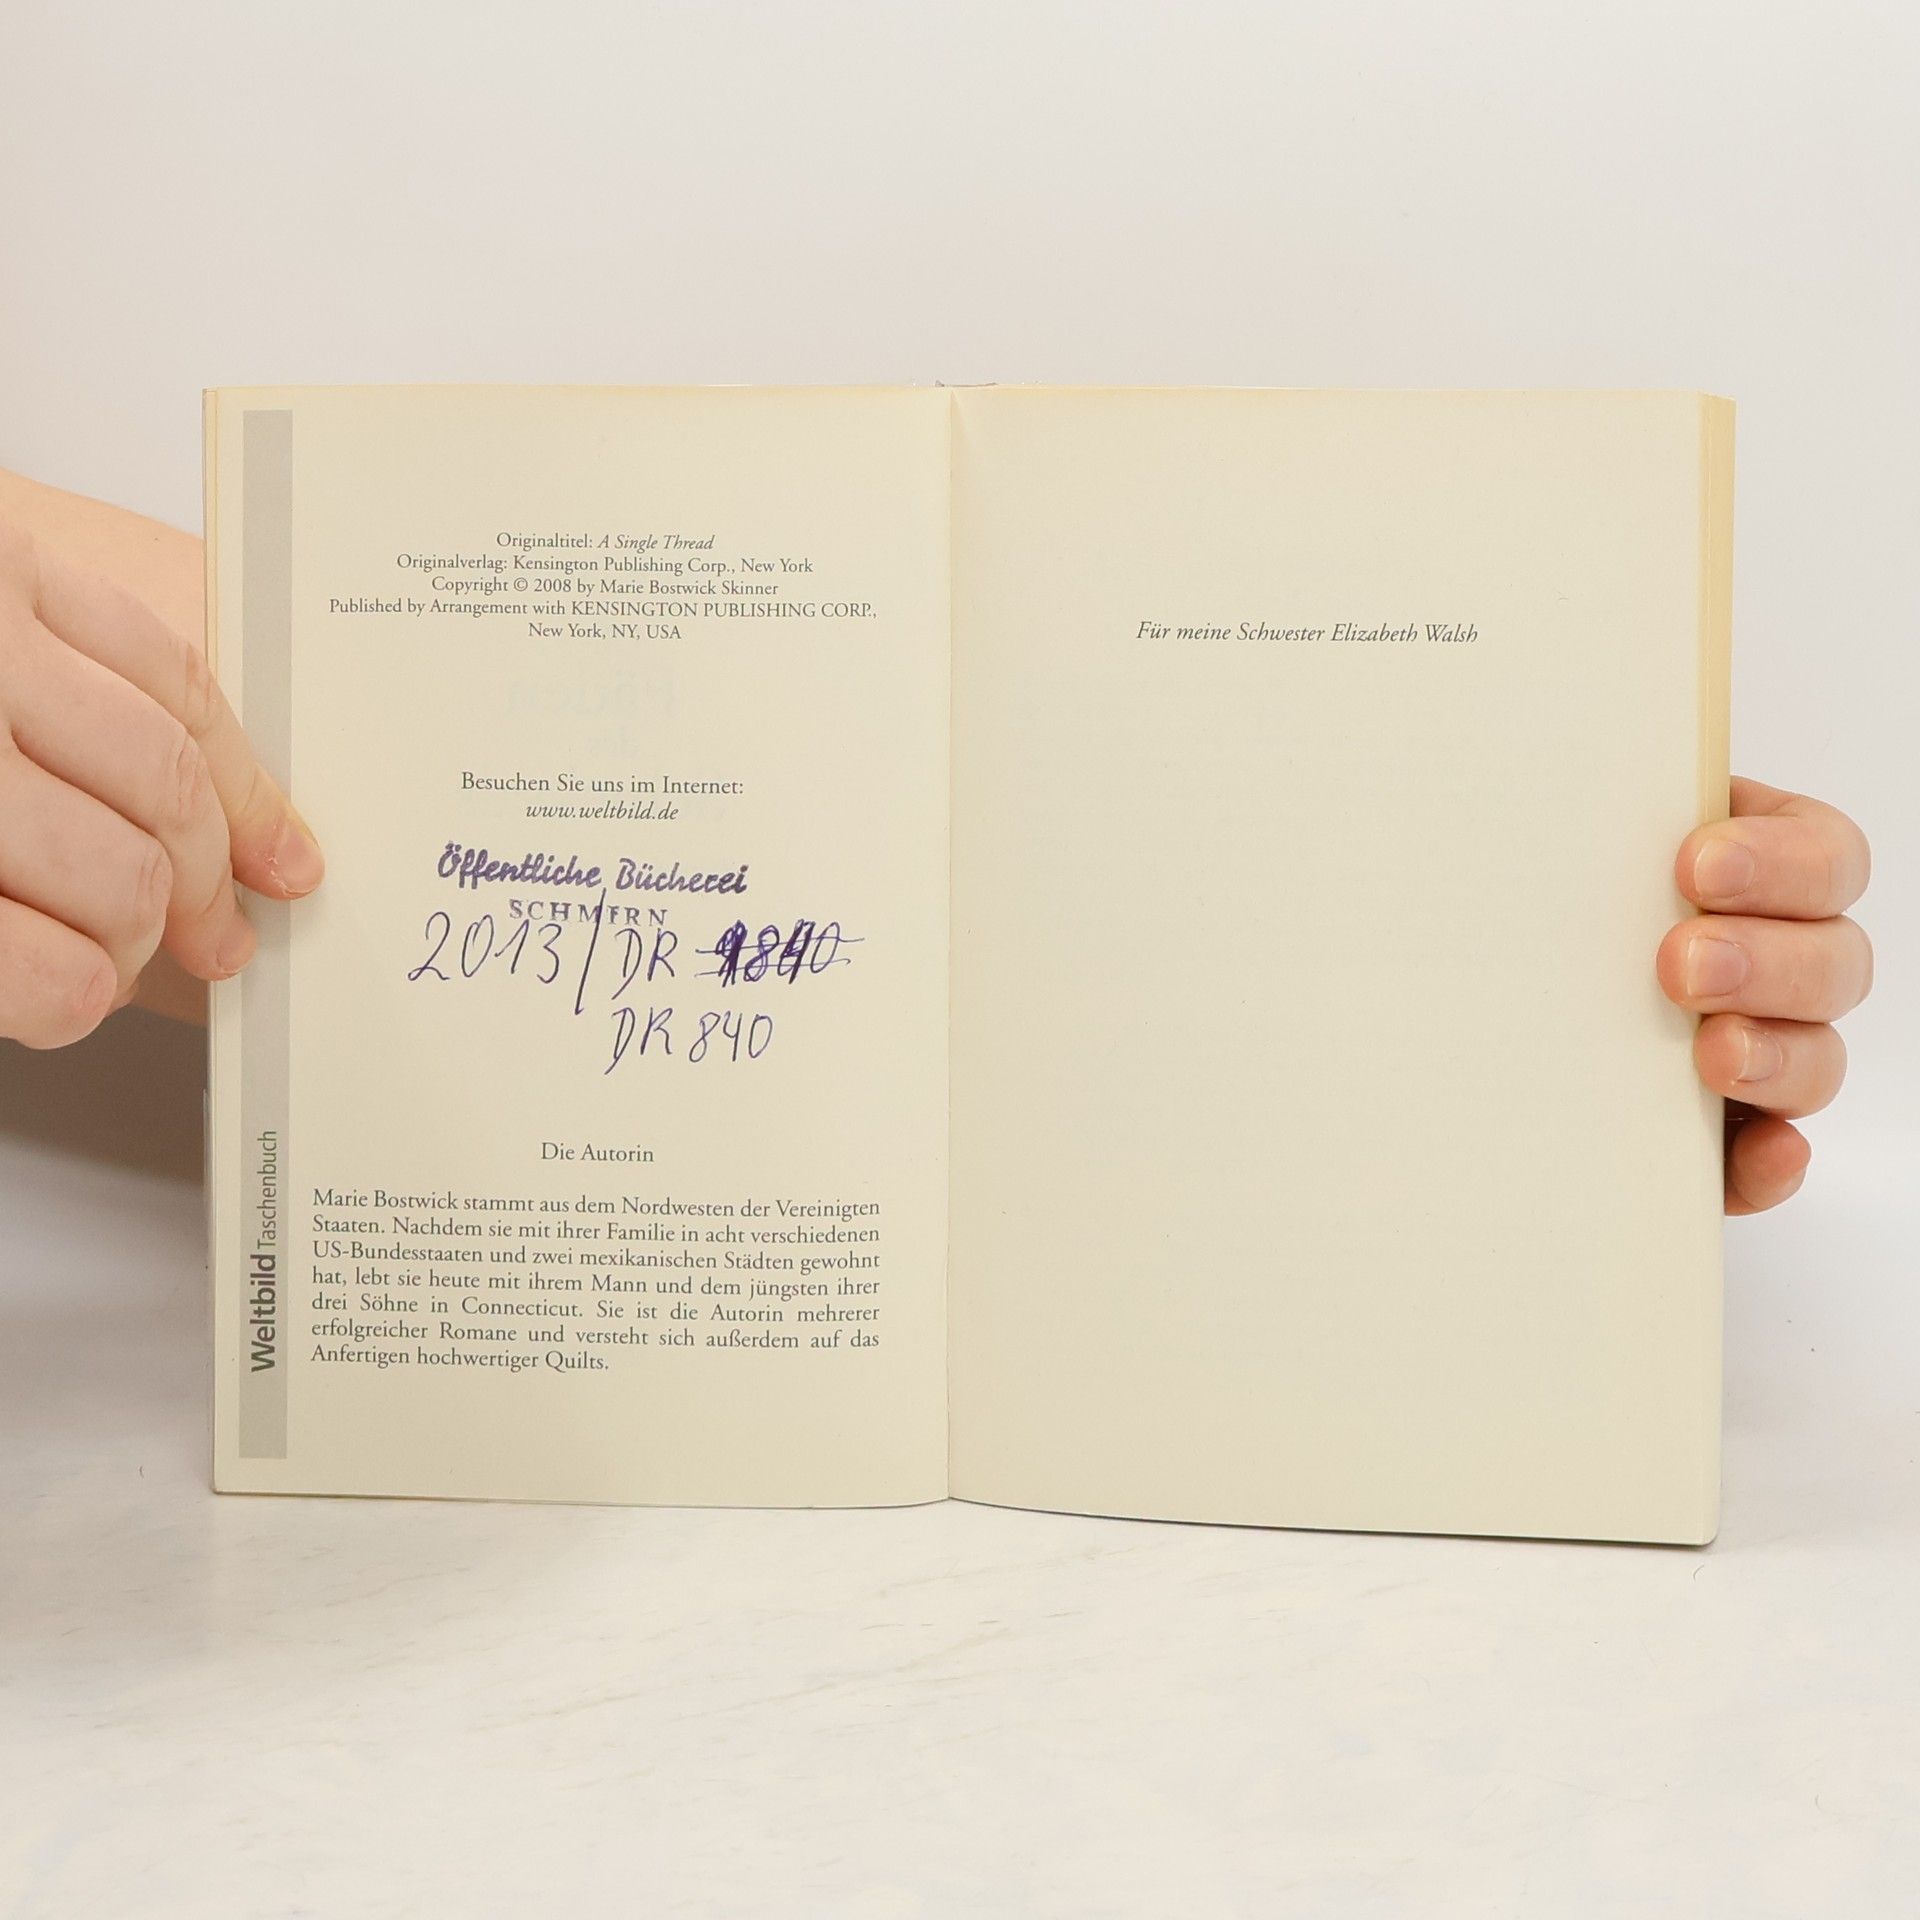 Originaltitel: A Single Thread
Originalverlag: Kensington Publishing Corp., New York
Copyright © 2008 by Marie Bostwick Skinner
Published by Arrangement with KENSINGTON PUBLISHING CORP.,
New York, NY, USA
Besuchen Sie uns im Internet:
www.weltbild.de
Öffentliche Bücherei
SCHMIRN
2013/DR
DR 840
Die Autorin
Marie Bostwick stammt aus dem Nordwesten der Vereinigten
Staaten. Nachdem sie mit ihrer Familie in acht verschiedenen
US-Bundesstaaten und zwei mexikanischen Städten gewohnt
hat, lebt sie heute mit ihrem Mann und dem jüngsten ihrer
drei Söhne in Connecticut. Sie ist die Autorin mehrerer
erfolgreicher Romane und versteht sich außerdem auf das
Anfertigen hochwertiger Quilts.
Weltbild Taschenbuch
Für meine Schwester Elizabeth Walsh